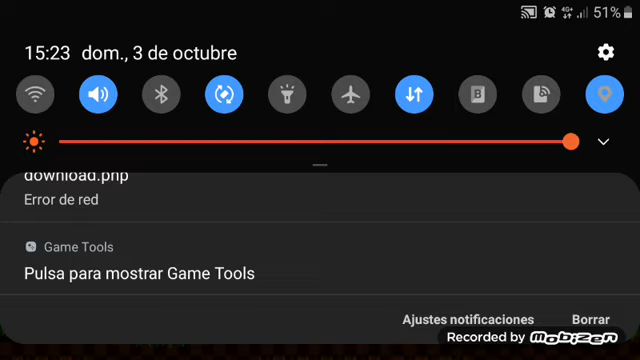 4G+ 51%
15:23 dom., 3 de octubre
B
download.php
Error de red
Game Tools
Pulsa para mostrar Game Tools
Ajustes notificaciones Borrar
Recorded by Mobizen